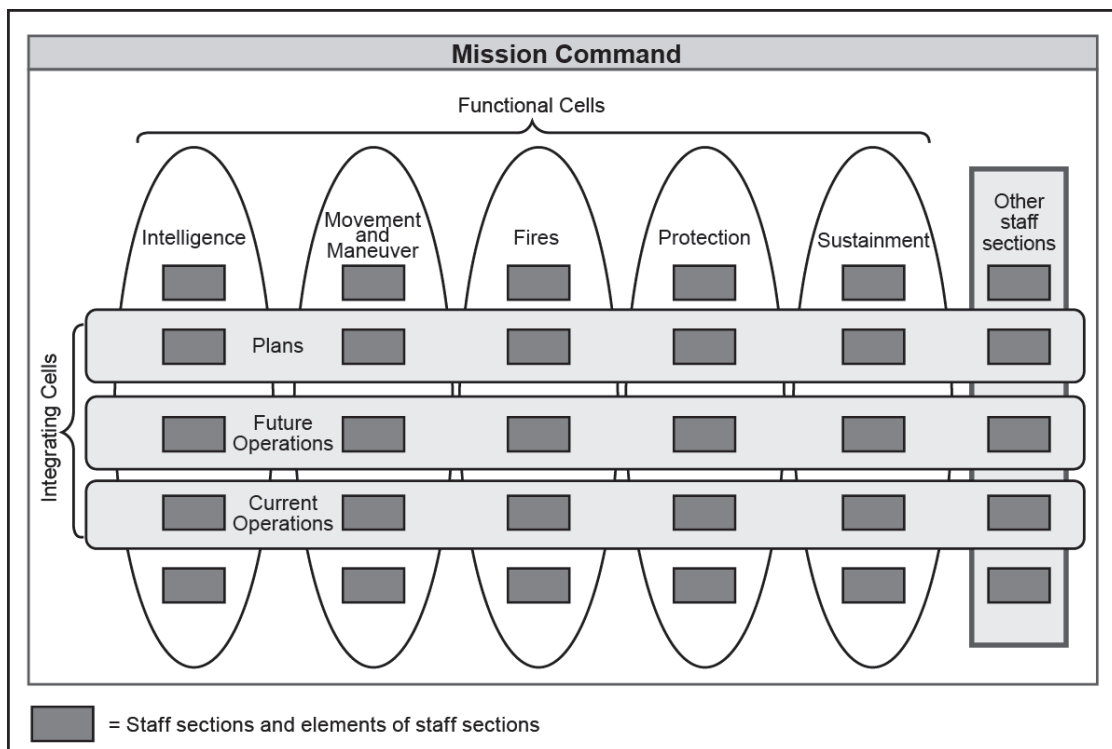 Mission Command
Functional Cells
Intelligence
Movement
and
Maneuver
Fires
Protection
Sustainment
Other
staff
sections
Integrating Cells
Plans
Future
Operations
Current
Operations
= Staff sections and elements of staff sections